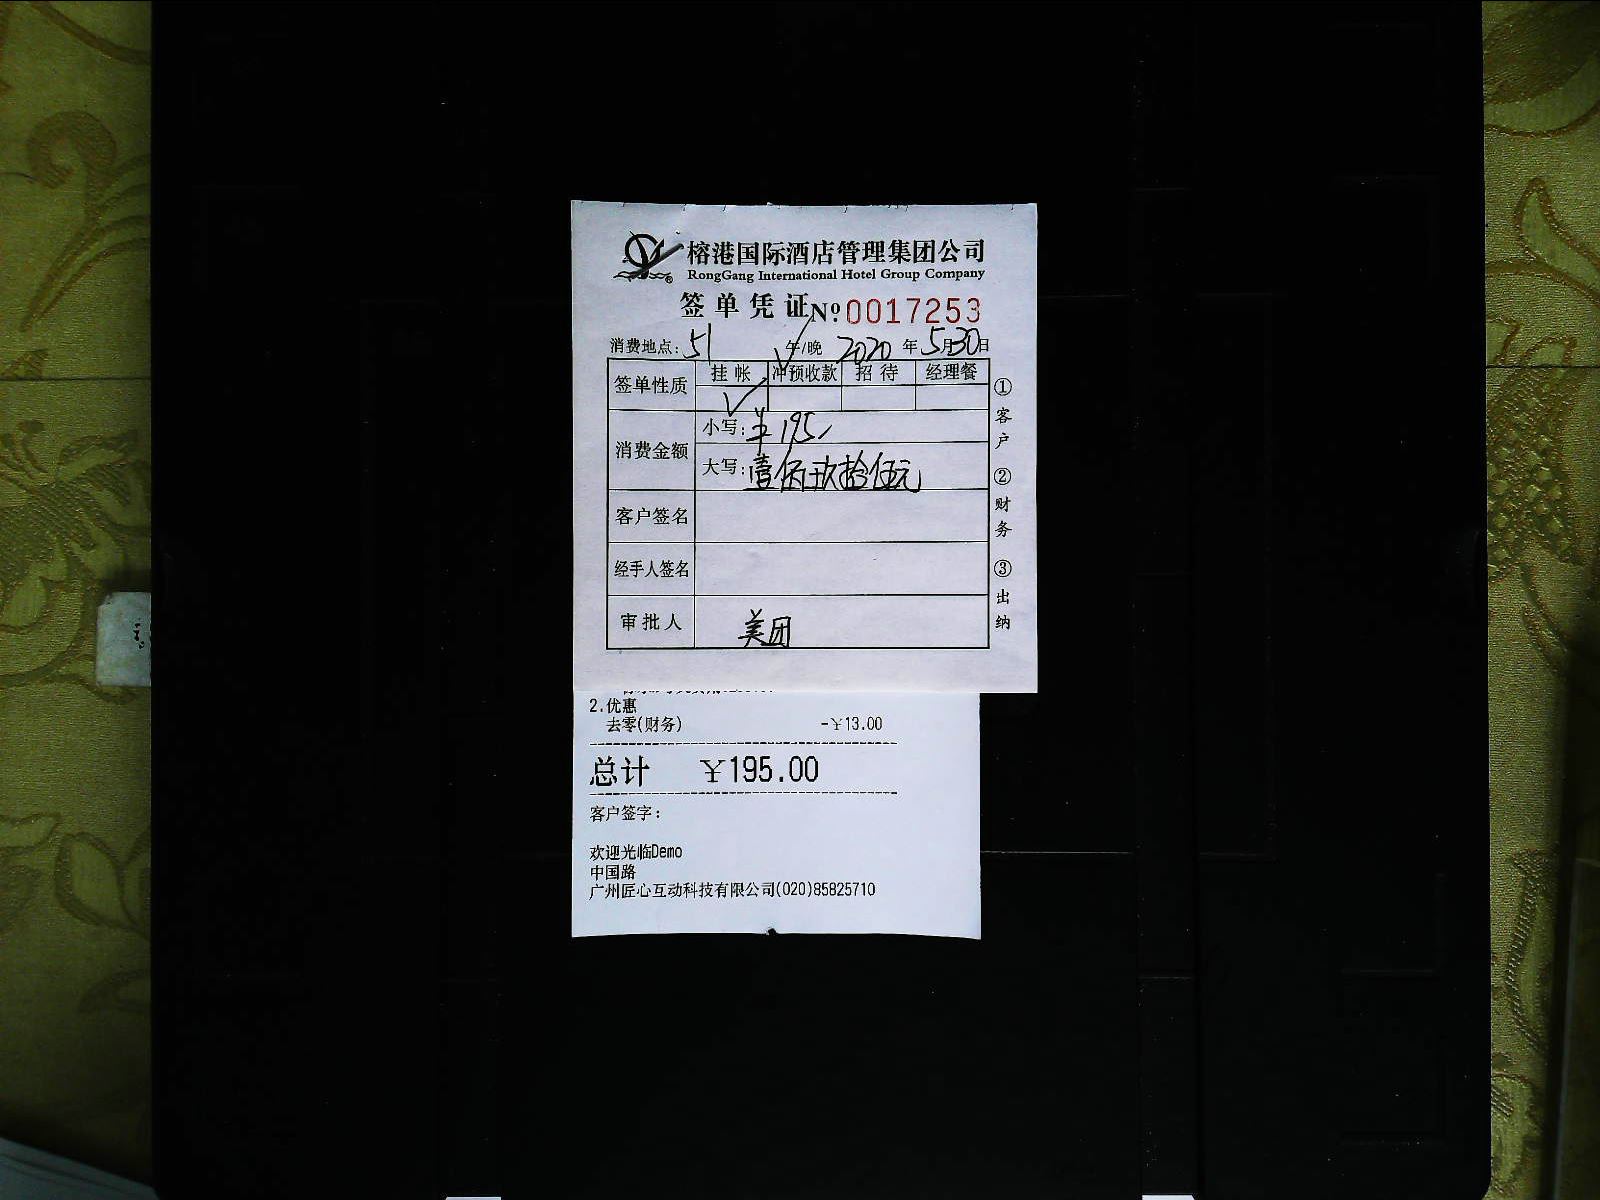 榕港国际酒店管理集团公司
RongGang International Hotel Group Company
签单凭证 Nº 0017253
消费地点: 51 午/晚 2020 年 5 月 30 日
签单性质 挂帐 冲预收款 招待 经理餐
消费金额 小写: ¥ 195
大写: 壹佰玖拾伍元
客户签名
经手人签名
审批人 美团
①客户 ②财务 ③出纳
2.优惠
去零(财务) -¥13.00
总计 ¥195.00
客户签字:
欢迎光临Demo
中国路
广州匠心互动科技有限公司(020)85825710